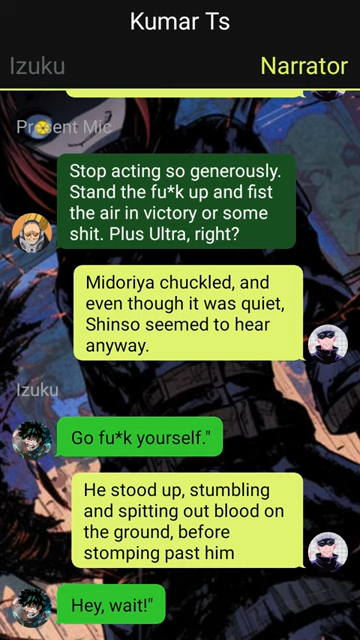 Kumar Ts
Izuku
Narrator
Present Mic
Stop acting so generously.
Stand the fu*k up and fist
the air in victory or some
shit. Plus Ultra, right?
Midoriya chuckled, and
even though it was quiet,
Shinso seemed to hear
anyway.
Izuku
Go fu*k yourself."
He stood up, stumbling
and spitting out blood on
the ground, before
stomping past him
Hey, wait!"